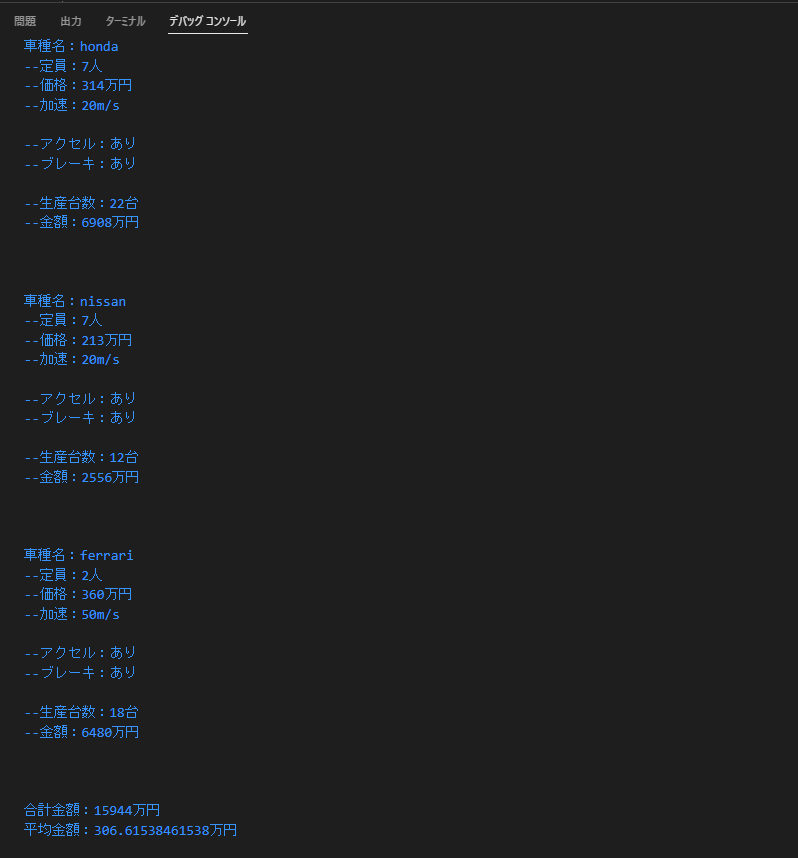 問題 出力 ターミナル デバッグ コンソール
車種名：honda
--定員：7人
--価格：314万円
--加速：20m/s
--アクセル：あり
--ブレーキ：あり
--生産台数：22台
--金額：6908万円
車種名：nissan
--定員：7人
--価格：213万円
--加速：20m/s
--アクセル：あり
--ブレーキ：あり
--生産台数：12台
--金額：2556万円
車種名：ferrari
--定員：2人
--価格：360万円
--加速：50m/s
--アクセル：あり
--ブレーキ：あり
--生産台数：18台
--金額：6480万円
合計金額：15944万円
平均金額：306.61538461538万円